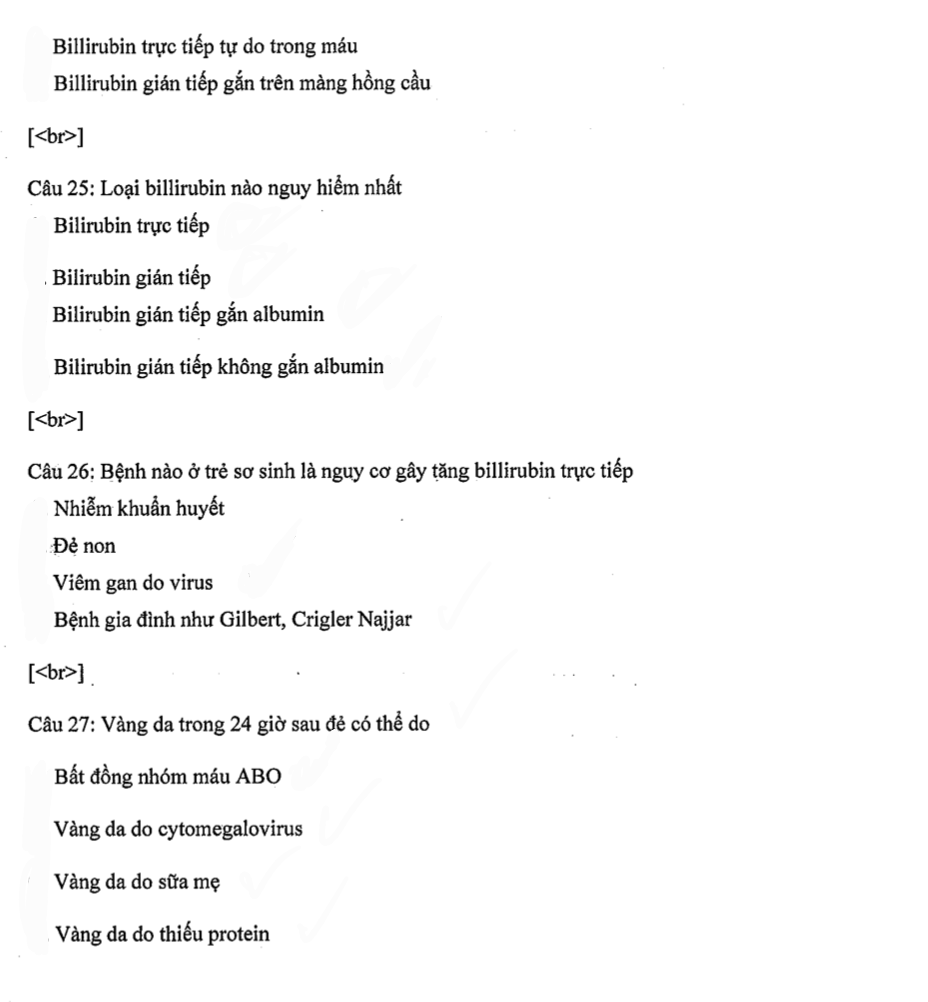 Billirubin trực tiếp tự do trong máu
Billirubin gián tiếp gắn trên màng hồng cầu
[<br>]
Câu 25: Loại billirubin nào nguy hiểm nhất
Bilirubin trực tiếp
Bilirubin gián tiếp
Bilirubin gián tiếp gắn albumin
Bilirubin gián tiếp không gắn albumin
[<br>]
Câu 26: Bệnh nào ở trẻ sơ sinh là nguy cơ gây tăng billirubin trực tiếp
Nhiễm khuẩn huyết
Đẻ non
Viêm gan do virus
Bệnh gia đình như Gilbert, Crigler Najjar
[<br>]
Câu 27: Vàng da trong 24 giờ sau đẻ có thể do
Bất đồng nhóm máu ABO
Vàng da do cytomegalovirus
Vàng da do sữa mẹ
Vàng da do thiếu protein